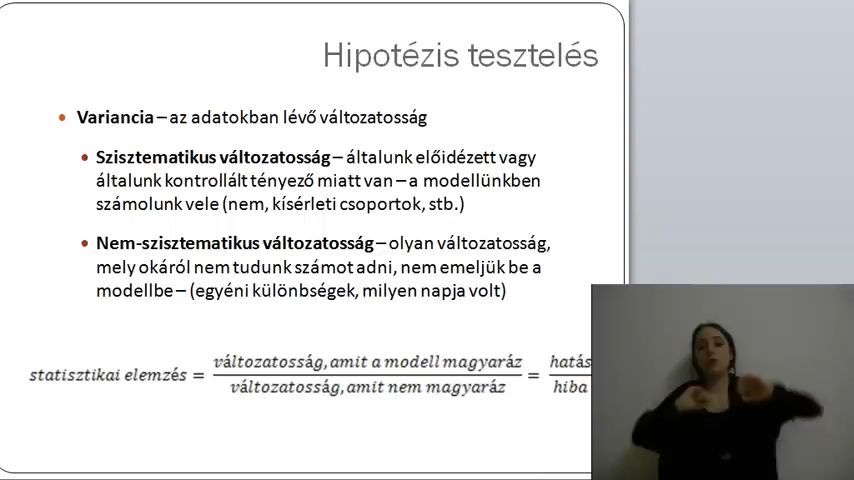 Hipotézis tesztelés
• Variancia – az adatokban lévő változatosság
• Szisztematikus változatosság – általunk előidézett vagy
általunk kontrollált tényező miatt van – a modellünkben
számolunk vele (nem, kísérleti csoportok, stb.)
• Nem-szisztematikus változatosság – olyan változatosság,
mely okáról nem tudunk számot adni, nem emeljük be a
modellbe – (egyéni különbségek, milyen napja volt)
statisztikai elemzés = változatosság, amit a modell magyaráz / változatosság, amit nem magyaráz = hatás / hiba